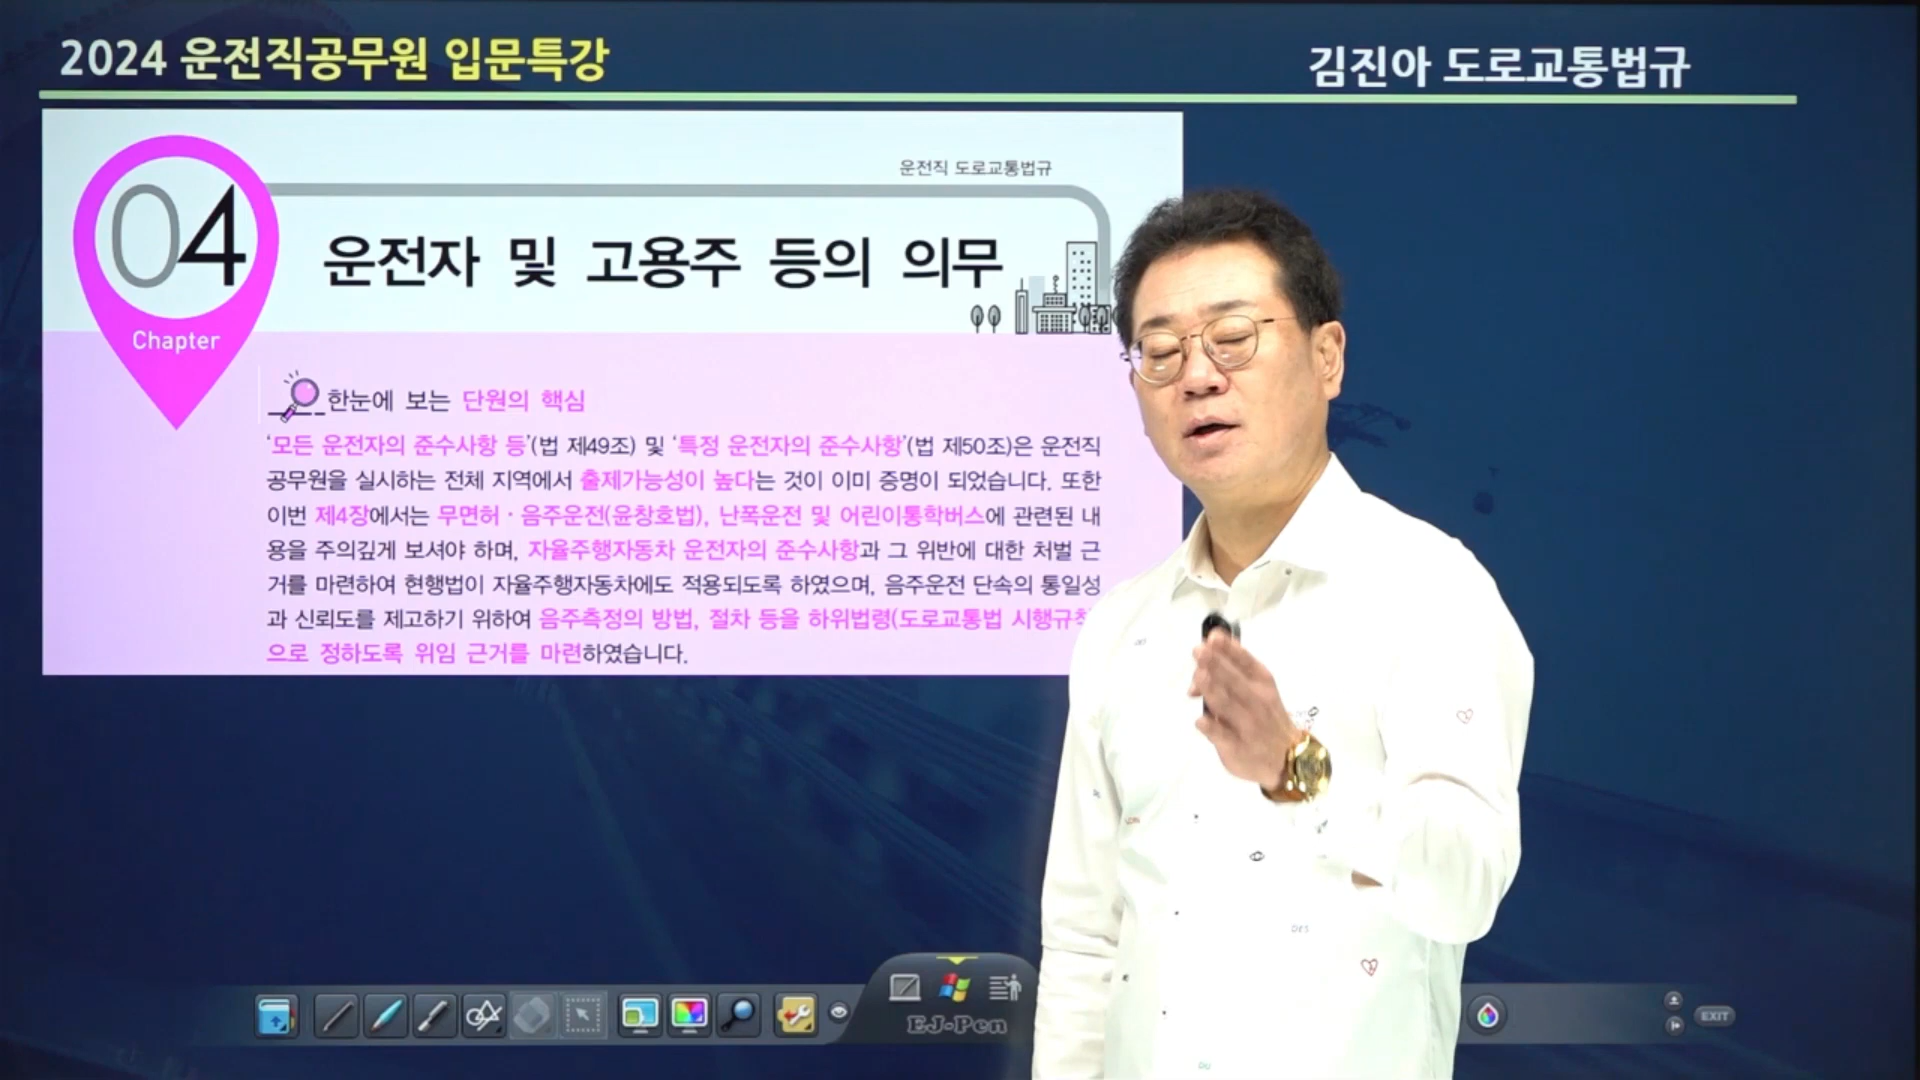 2024 운전직공무원 입문특강
김진아 도로교통법규
운전직 도로교통법규
04
Chapter
운전자 및 고용주 등의 의무
한눈에 보는 단원의 핵심
'모든 운전자의 준수사항 등'(법 제49조) 및 '특정 운전자의 준수사항'(법 제50조)은 운전직
공무원을 실시하는 전체 지역에서 출제가능성이 높다는 것이 이미 증명이 되었습니다. 또한
이번 제4장에서는 무면허 · 음주운전(윤창호법), 난폭운전 및 어린이통학버스에 관련된 내
용을 주의깊게 보셔야 하며, 자율주행자동차 운전자의 준수사항과 그 위반에 대한 처벌 근
거를 마련하여 현행법이 자율주행자동차에도 적용되도록 하였으며, 음주운전 단속의 통일성
과 신뢰도를 제고하기 위하여 음주측정의 방법, 절차 등을 하위법령(도로교통법 시행규칙
으로 정하도록 위임 근거를 마련하였습니다.
EJ-Pen
EXIT
DES